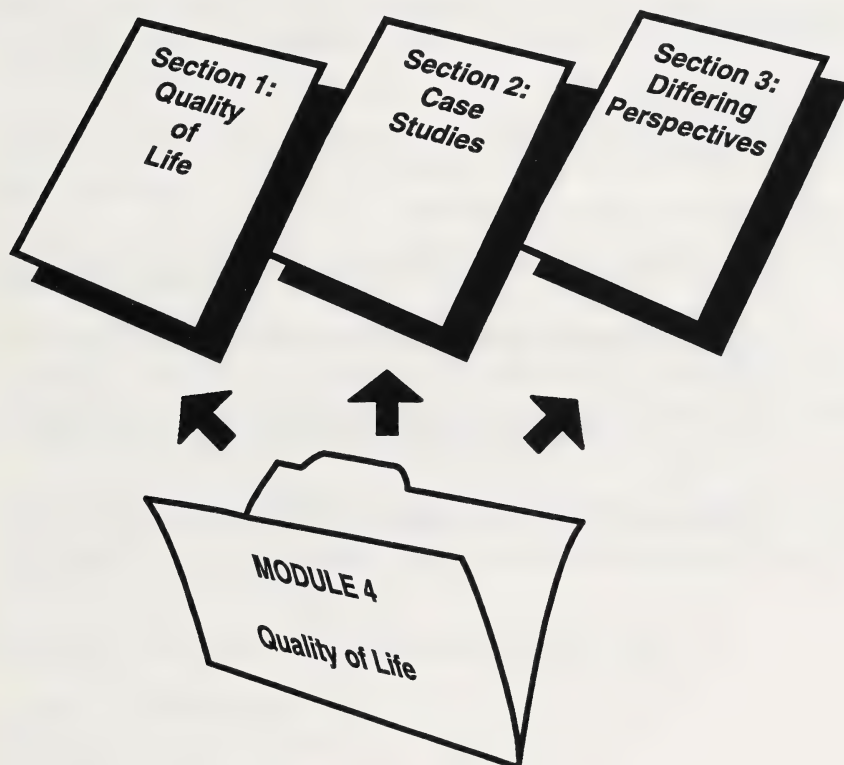 Section 1:
Quality
of
Life
Section 2:
Case
Studies
Section 3:
Differing
Perspectives
MODULE 4
Quality of Life